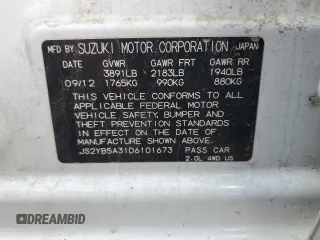 MFD BY SUZUKI MOTOR CORPORATION JAPAN
DATE GVWR GAWR FRT GAWR RR
3891LB 2183LB 1940LB
09/12 1765KG 990KG 880KG
THIS VEHICLE CONFORMS TO ALL
APPLICABLE FEDERAL MOTOR
VEHICLE SAFETY, BUMPER AND
THEFT PREVENTION STANDARDS
IN EFFECT ON THE DATE OF
MANUFACTURE SHOWN ABOVE.
JS2YB5A31D6101673 PASS CAR
2.0L 4WD US
AUTOBIDMASTER